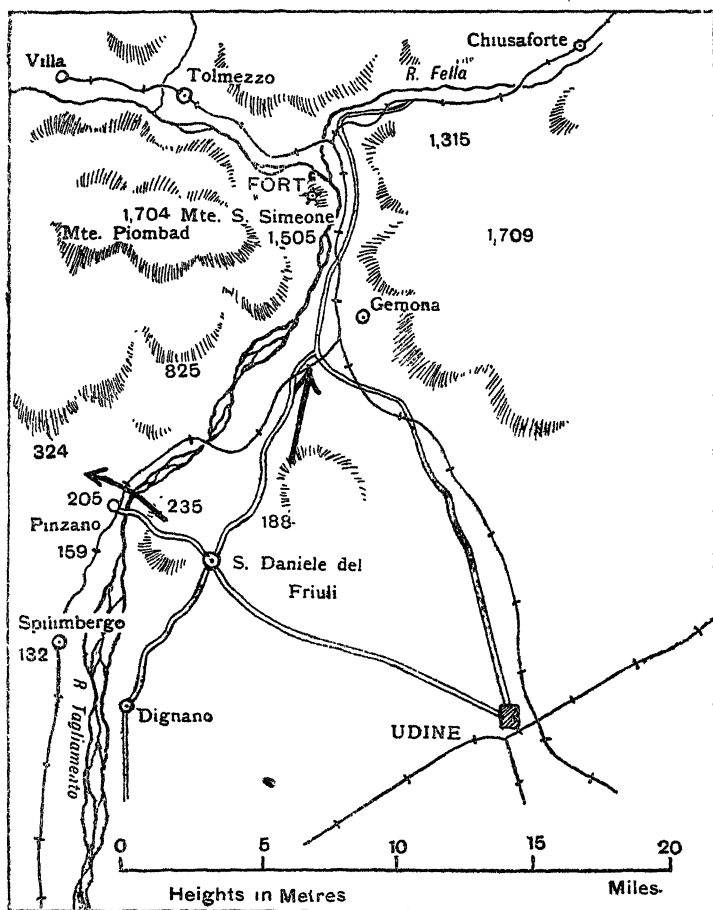 Chiusaforte
Villa
Tolmezzo
R. Fella
1,315
FORT
1,704 Mte. S. Simeone
Mte. Piombad
1,505
1,709
Gemona
825
324
205
235
Pinzano
188
159
S. Daniele del
Friuli
Spilimbergo
132
R. Tagliamento
Dignano
UDINE
0 5 10 15 20
Heights in Metres
Miles.